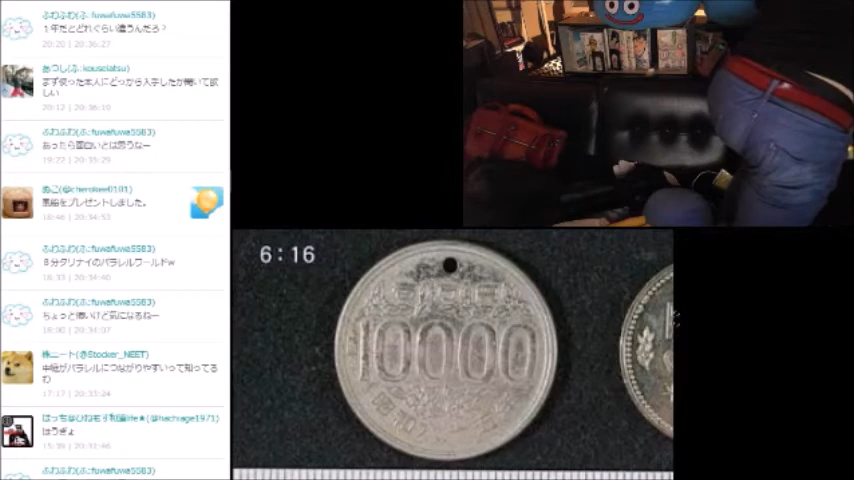 ふわふわ(ふ:fuwafuwa5583)
1年だとどれぐらい違うんだろ?
20:20 | 20:36:27
あつし(ふ:kouseiatsu)
まず使った本人にどっから入手したか聞いて欲
しい
20:12 | 20:36:19
ふわふわ(ふ:fuwafuwa5583)
あったら面白いとは思うなー
19:22 | 20:35:29
(@cherokee0101)
風船をプレゼントしました。
18:46 | 20:34:53
ふわふわ(ふ:fuwafuwa5583)
8分タリナイのパラレルワールドw
18:33 | 20:34:40
ふわふわ(ふ:fuwafuwa5583)
ちょっと怖いけど気になるねー
18:00 | 20:34:07
株ニート(@Stocker_NEET)
中軽がパラレルにつながりやすいって知ってる
わ
17:17 | 20:33:24
(@hachiage1971)
ほうぎょ
15:39 | 20:31:46
ふわふわ(ふ:fuwafuwa5583)
6:16
10000